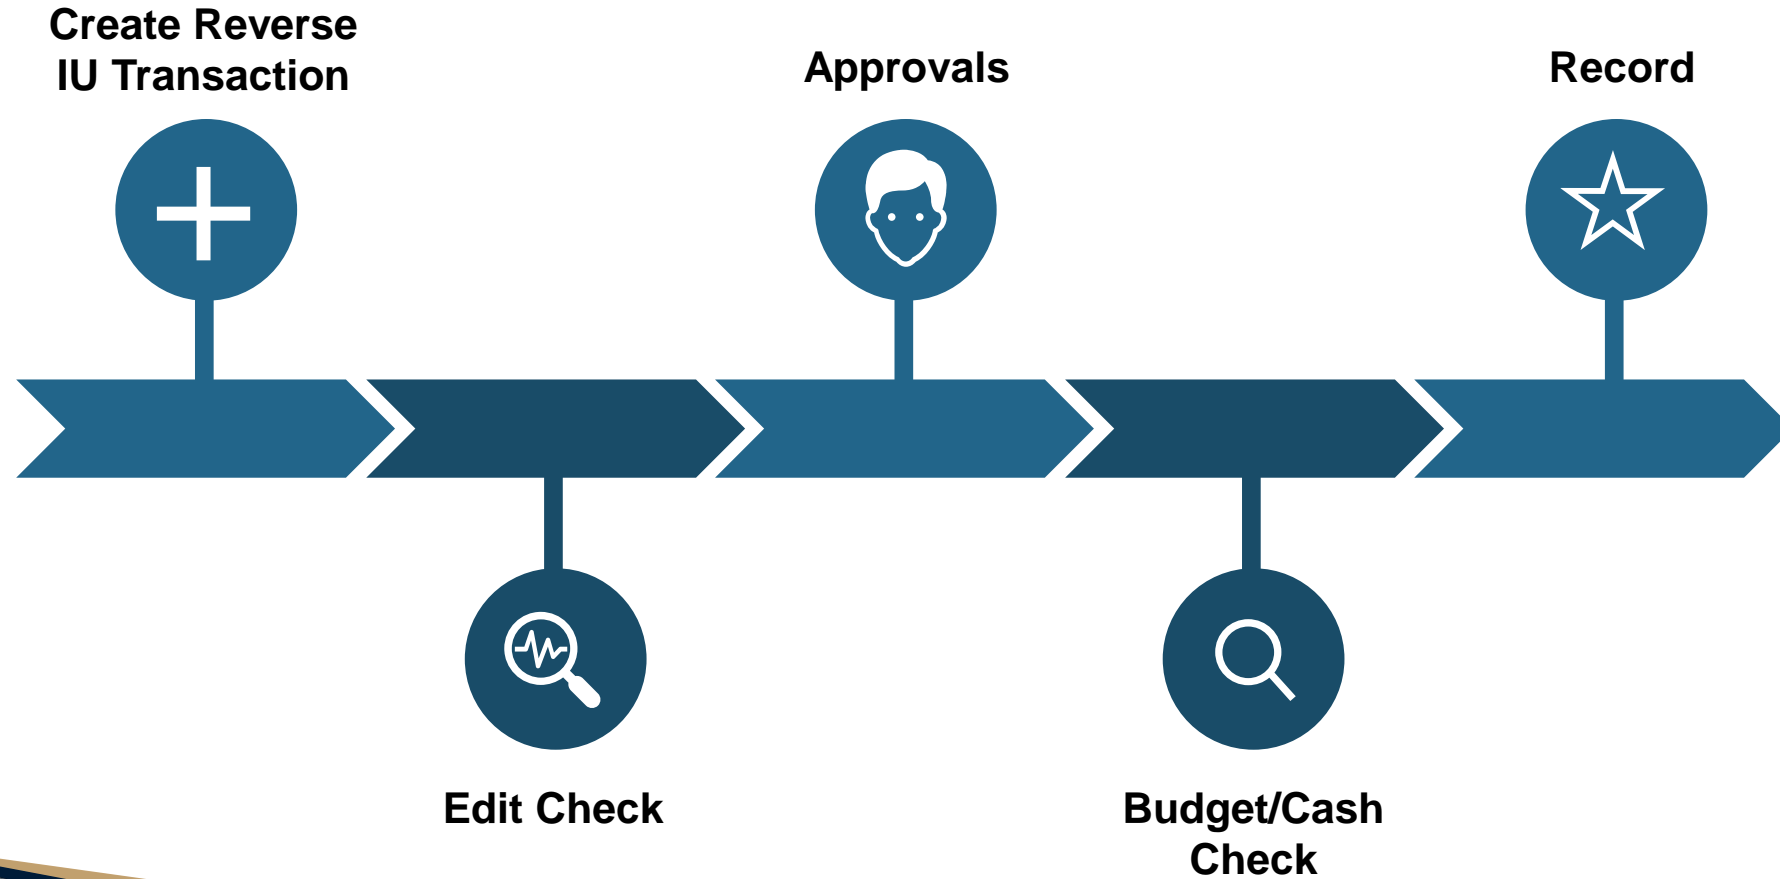 Create Reverse
IU Transaction
Edit Check
Approvals
Budget/Cash
Check
Record